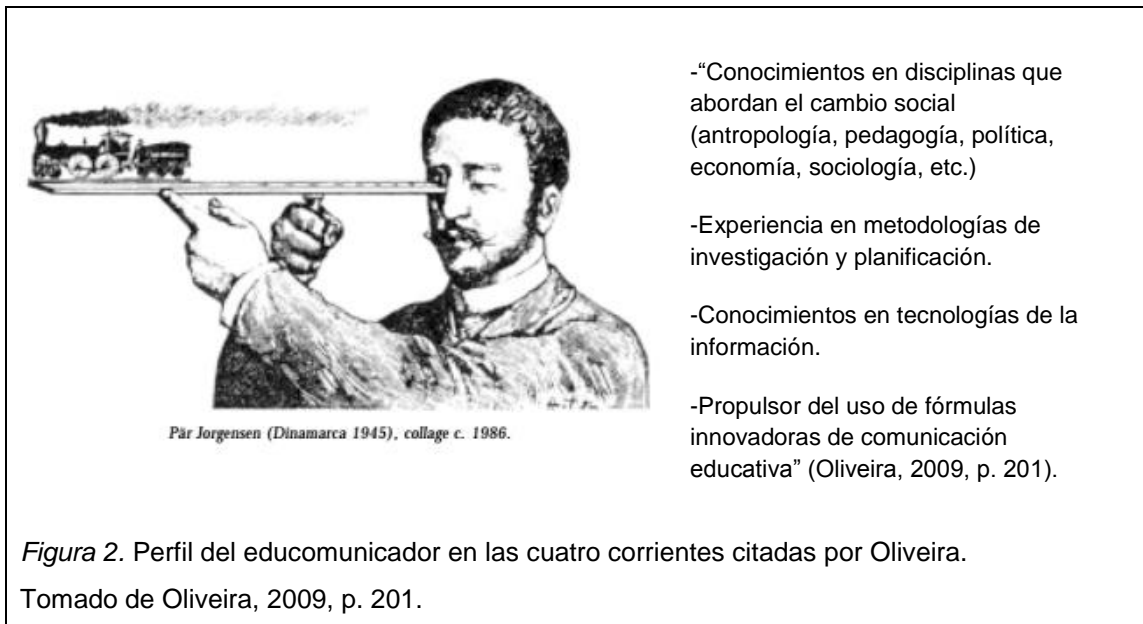 -“Conocimientos en disciplinas que
abordan el cambio social
(antropología, pedagogía, política,
economía, sociología, etc.)
-Experiencia en metodologías de
investigación y planificación.
-Conocimientos en tecnologías de la
información.
-Propulsor del uso de fórmulas
innovadoras de comunicación
educativa” (Oliveira, 2009, p. 201).
Pär Jorgensen (Dinamarca 1945), collage c. 1986.
Figura 2. Perfil del educomunicador en las cuatro corrientes citadas por Oliveira.
Tomado de Oliveira, 2009, p. 201.